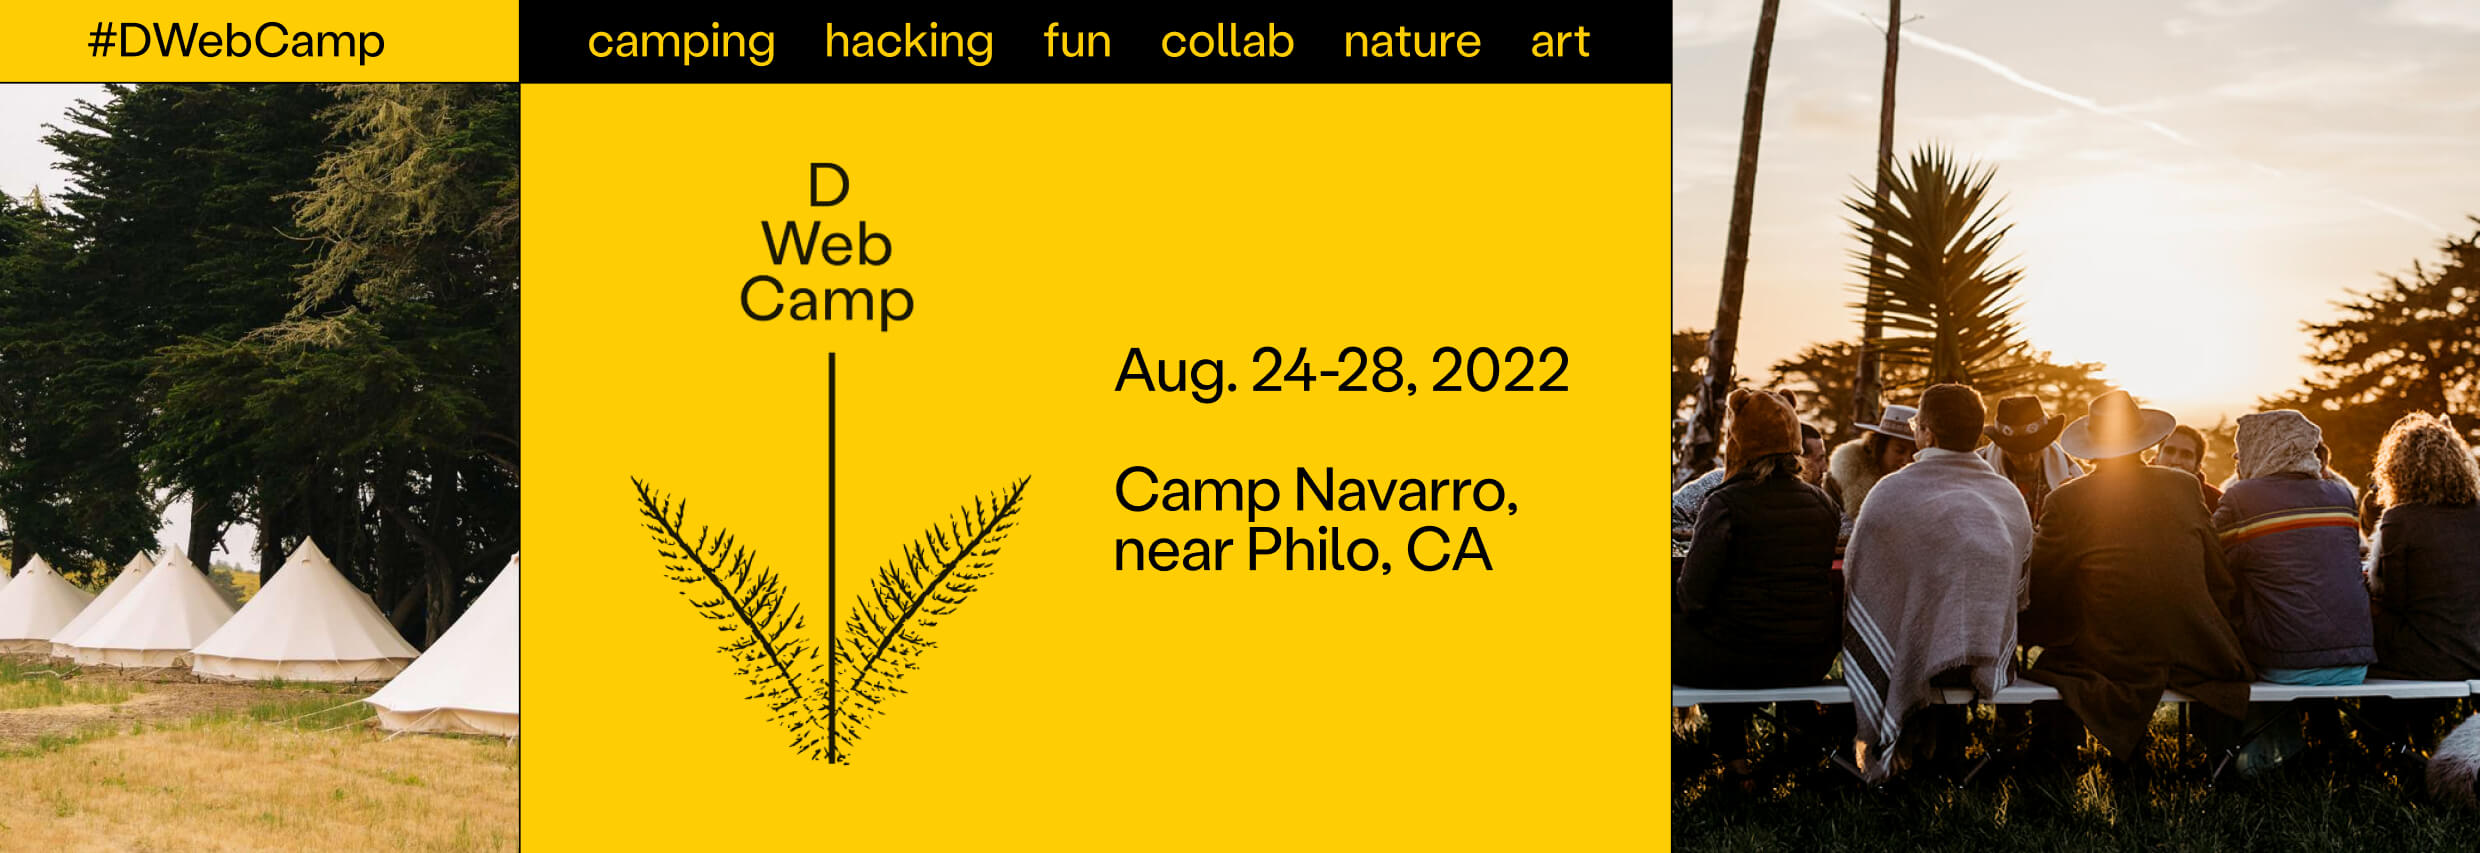 #DWebCamp
camping hacking fun collab nature art
D
Web
Camp
Aug. 24-28, 2022
Camp Navarro,
near Philo, CA